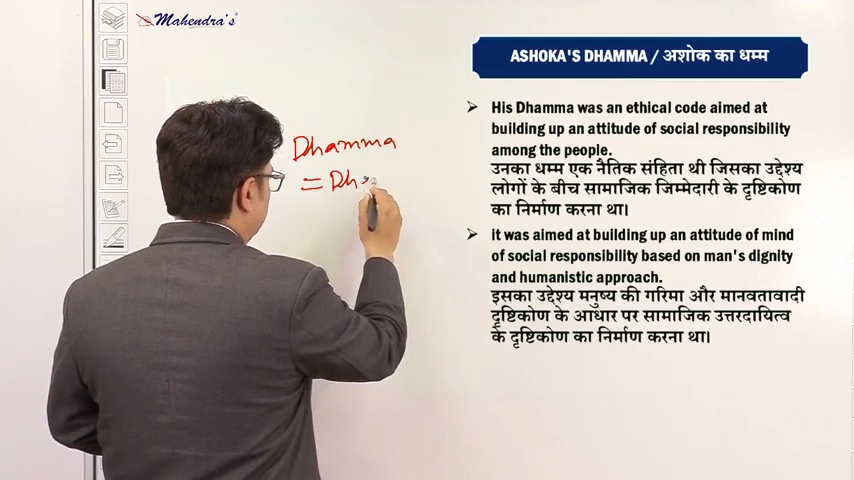 Mahendra's
Dhamma
= Dh
ASHOKA'S DHAMMA / अशोक का धम्म
His Dhamma was an ethical code aimed at
building up an attitude of social responsibility
among the people.
उनका धम्म एक नैतिक संहिता थी जिसका उद्देश्य
लोगों के बीच सामाजिक जिम्मेदारी के दृष्टिकोण
का निर्माण करना था।
it was aimed at building up an attitude of mind
of social responsibility based on man's dignity
and humanistic approach.
इसका उद्देश्य मनुष्य की गरिमा और मानवतावादी
दृष्टिकोण के आधार पर सामाजिक उत्तरदायित्व
के दृष्टिकोण का निर्माण करना था।